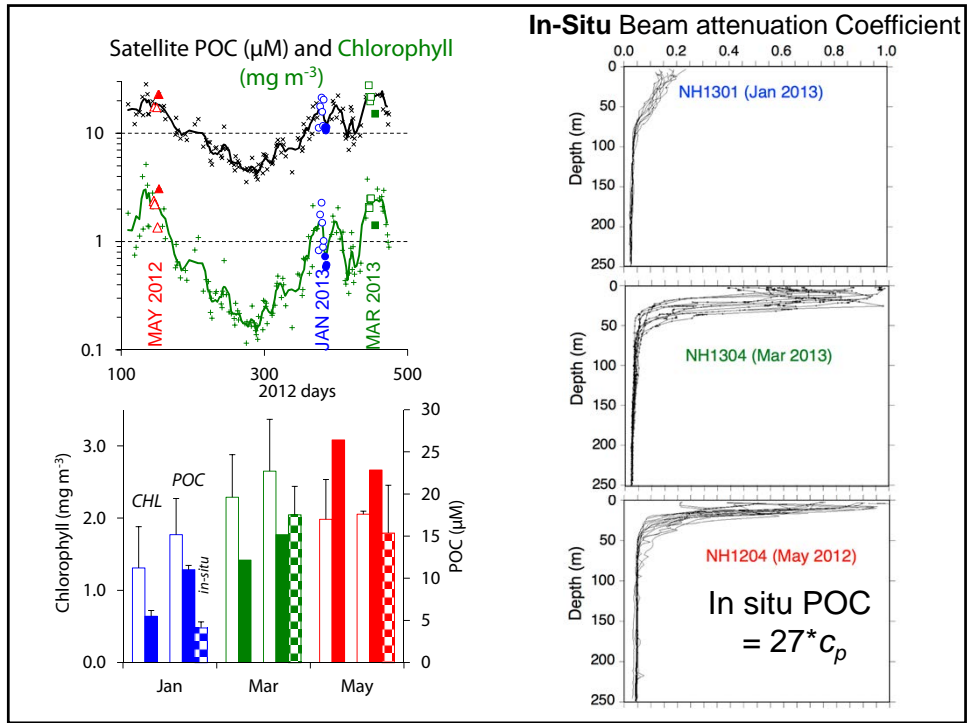 Satellite POC (µM) and Chlorophyll
(mg m-3)
10
1
0.1
MAY 2012
JAN 2013
MAR 2013
100
300
500
2012 days
Chlorophyll (mg m-3)
3.0
2.0
1.0
0.0
CHL
POC
in-situ
30
25
20
15
10
5
0
POC (µM)
Jan
Mar
May
In-Situ Beam attenuation Coefficient
0.0
0.2
0.4
0.6
0.8
1.0
Depth (m)
0
50
100
150
200
250
NH1301 (Jan 2013)
Depth (m)
0
50
100
150
200
250
NH1304 (Mar 2013)
Depth (m)
0
50
100
150
200
250
NH1204 (May 2012)
In situ POC
= 27*cp